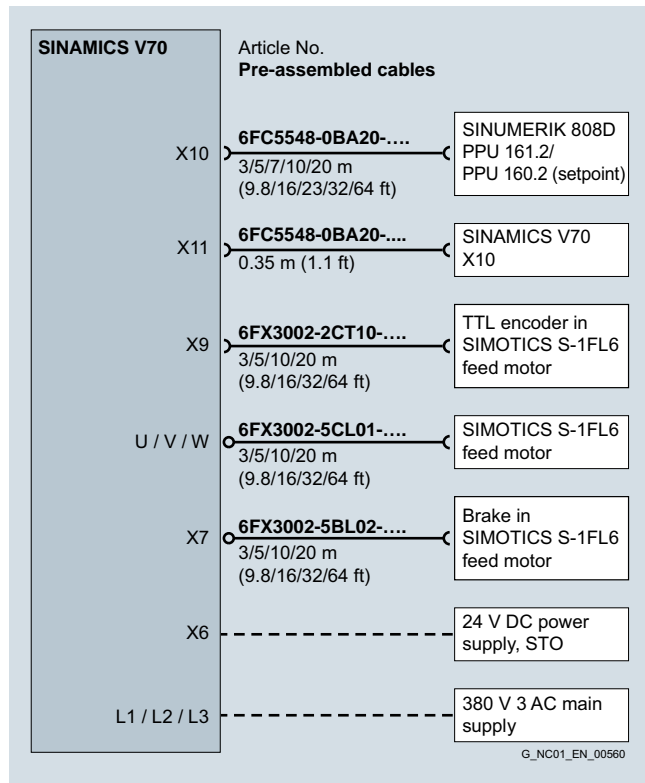 SINAMICS V70
Article No.
Pre-assembled cables
X10
6FC5548-0BA20-....
3/5/7/10/20 m
(9.8/16/23/32/64 ft)
SINUMERIK 808D
PPU 161.2/
PPU 160.2 (setpoint)
X11
6FC5548-0BA20-....
0.35 m (1.1 ft)
SINAMICS V70
X10
X9
6FX3002-2CT10-....
3/5/10/20 m
(9.8/16/32/64 ft)
TTL encoder in
SIMOTICS S-1FL6
feed motor
U / V / W
6FX3002-5CL01-....
3/5/10/20 m
(9.8/16/32/64 ft)
SIMOTICS S-1FL6
feed motor
X7
6FX3002-5BL02-....
3/5/10/20 m
(9.8/16/32/64 ft)
Brake in
SIMOTICS S-1FL6
feed motor
X6
24 V DC power
supply, STO
L1 / L2 / L3
380 V 3 AC main
supply
G_NC01_EN_00560